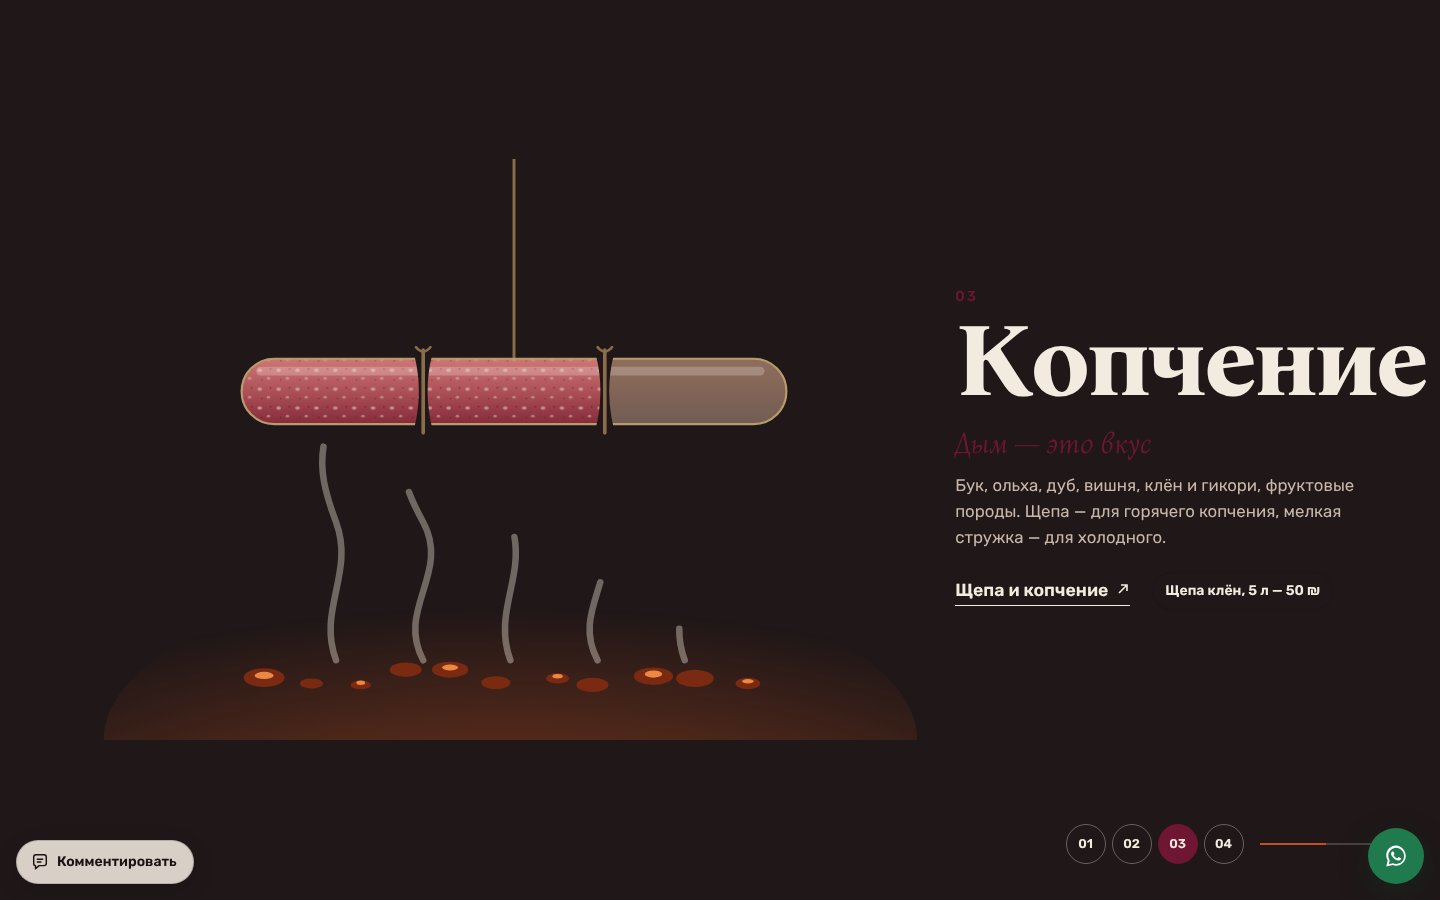 03
Копчение
Дым — это вкус
Бук, ольха, дуб, вишня, клён и гикори, фруктовые
породы. Щепа — для горячего копчения, мелкая
стружка — для холодного.
Щепа и копчение ↗
Щепа клён, 5 л — 50 ₪
01 02 03 04
Комментировать